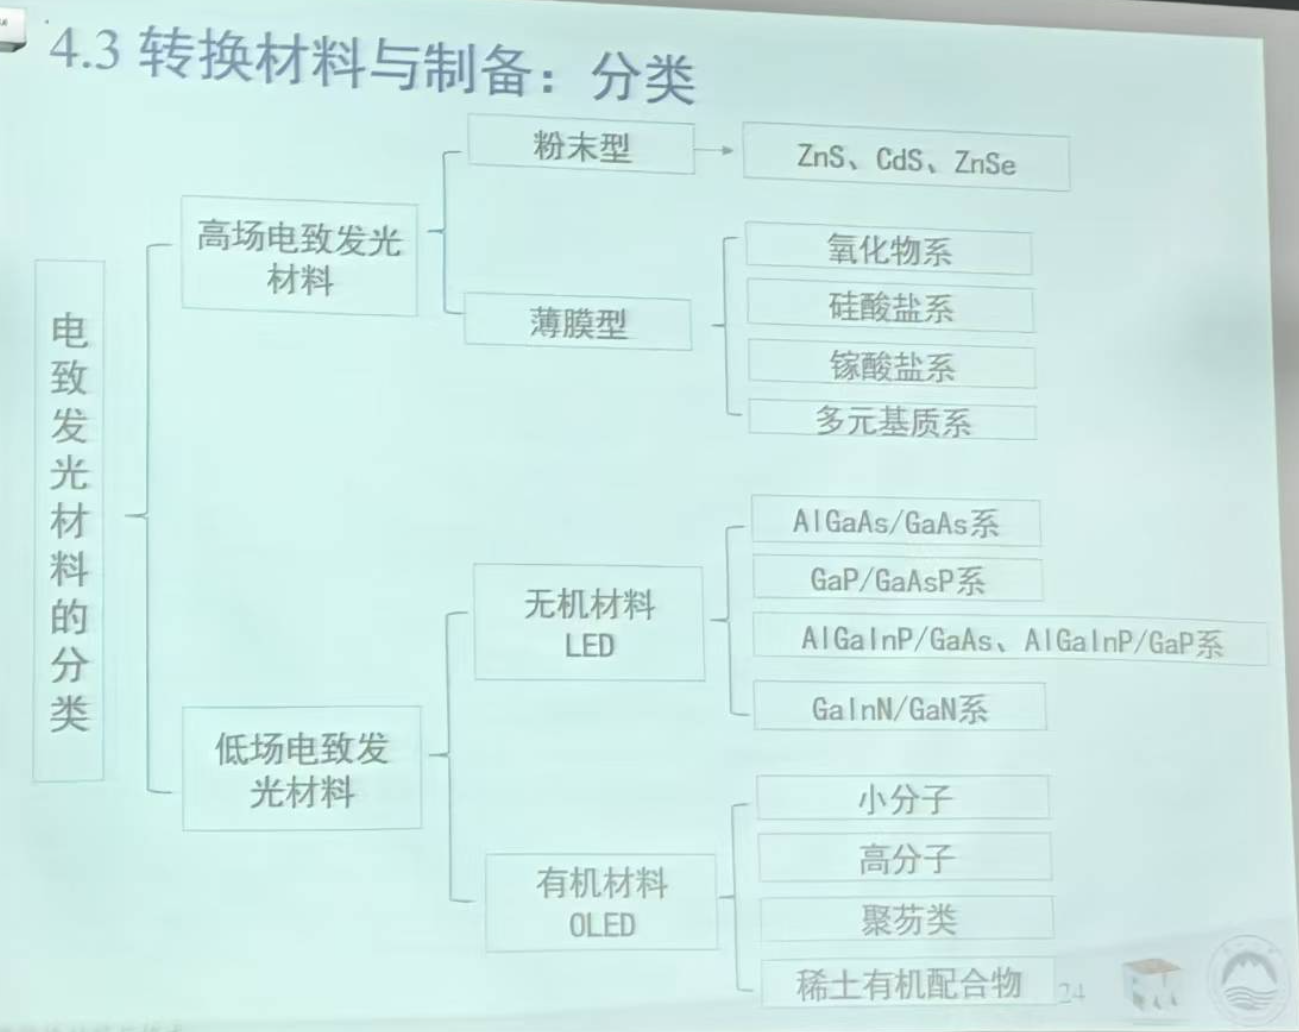 4.3 转换材料与制备：分类
电致发光材料的分类
高场电致发光
材料
粉末型
ZnS、CdS、ZnSe
薄膜型
氧化物系
硅酸盐系
镓酸盐系
多元基质系
低场电致发
光材料
无机材料
LED
AlGaAs/GaAs系
GaP/GaAsP系
AlGaInP/GaAs、AlGaInP/GaP系
GaInN/GaN系
有机材料
OLED
小分子
高分子
聚芴类
稀土有机配合物
24